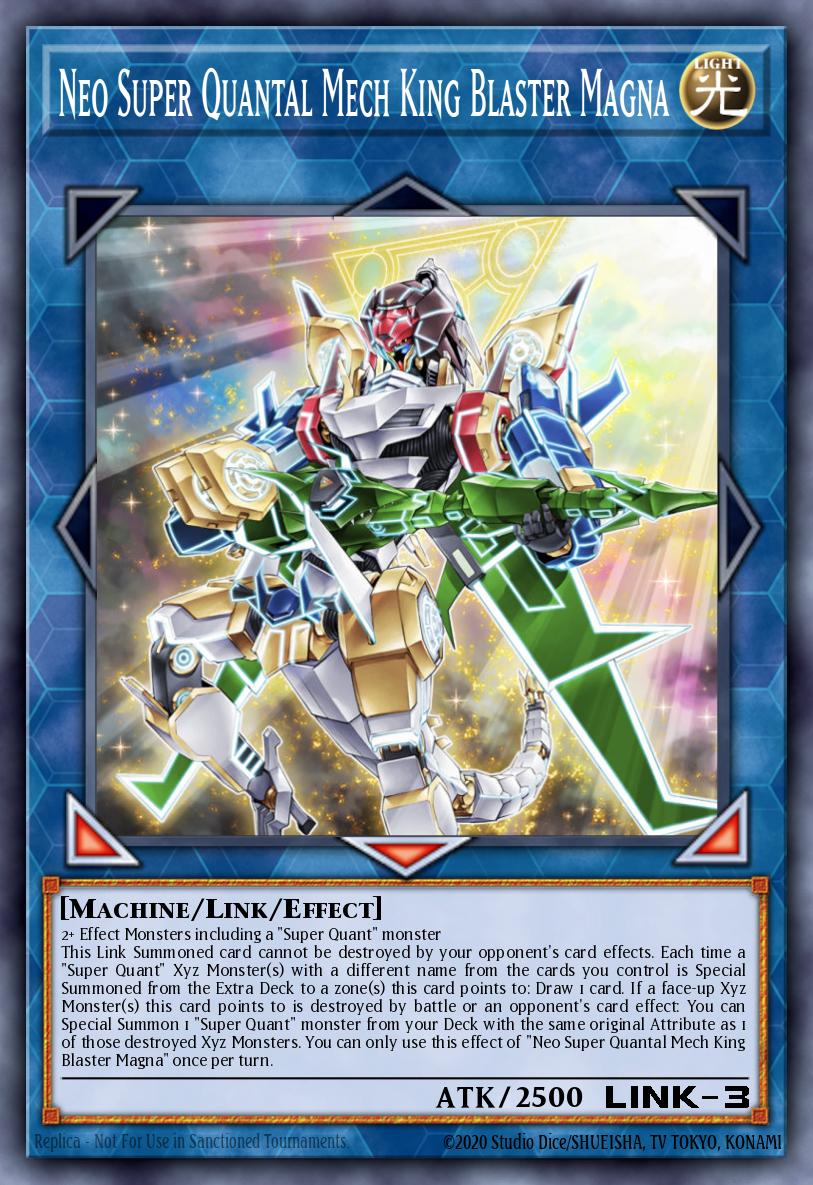 Neo Super Quantal Mech King Blaster Magna
LIGHT
光
[Machine/Link/Effect]
2+ Effect Monsters including a "Super Quant" monster
This Link Summoned card cannot be destroyed by your opponent's card effects. Each time a
"Super Quant" Xyz Monster(s) with a different name from the cards you control is Special
Summoned from the Extra Deck to a zone(s) this card points to: Draw 1 card. If a face-up Xyz
Monster(s) this card points to is destroyed by battle or an opponent's card effect: You can
Special Summon 1 "Super Quant" monster from your Deck with the same original Attribute as 1
of those destroyed Xyz Monsters. You can only use this effect of "Neo Super Quantal Mech King
Blaster Magna" once per turn.
ATK/2500 LINK-3
Replica - Not For Use in Sanctioned Tournaments. ©2020 Studio Dice/SHUEISHA, TV TOKYO, KONAMI